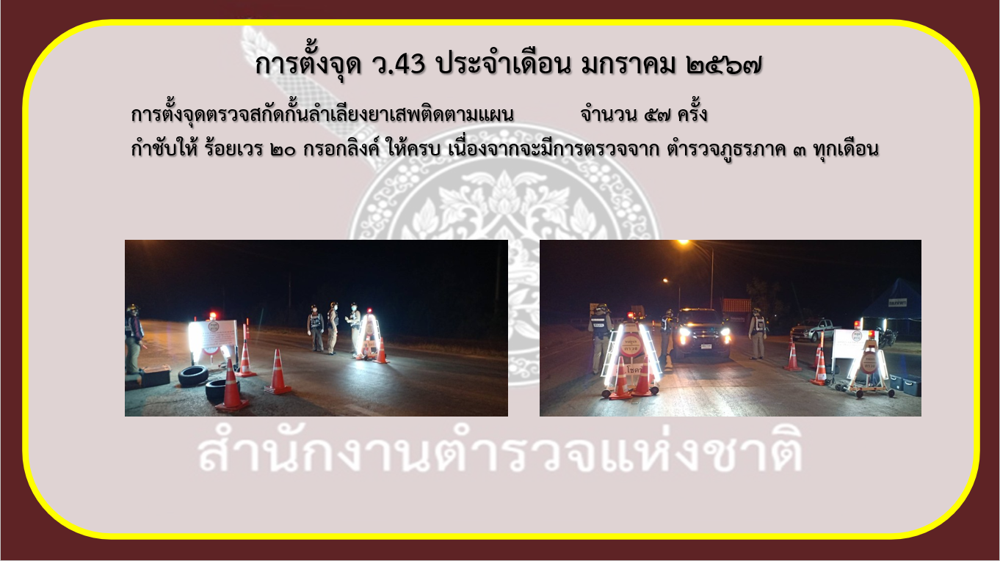 การตั้งจุด ว.43 ประจำเดือน มกราคม ๒๕๖๗
การตั้งจุดตรวจสกัดกั้นลำเลียงยาเสพติดตามแผน จำนวน ๕๗ ครั้ง
กำชับให้ ร้อยเวร ๒๐ กรอกลิงค์ ให้ครบ เนื่องจากจะมีการตรวจจาก ตำรวจภูธรภาค ๓ ทุกเดือน
หยุด
ตรวจ
สำนักงานตำรวจแห่งชาติ